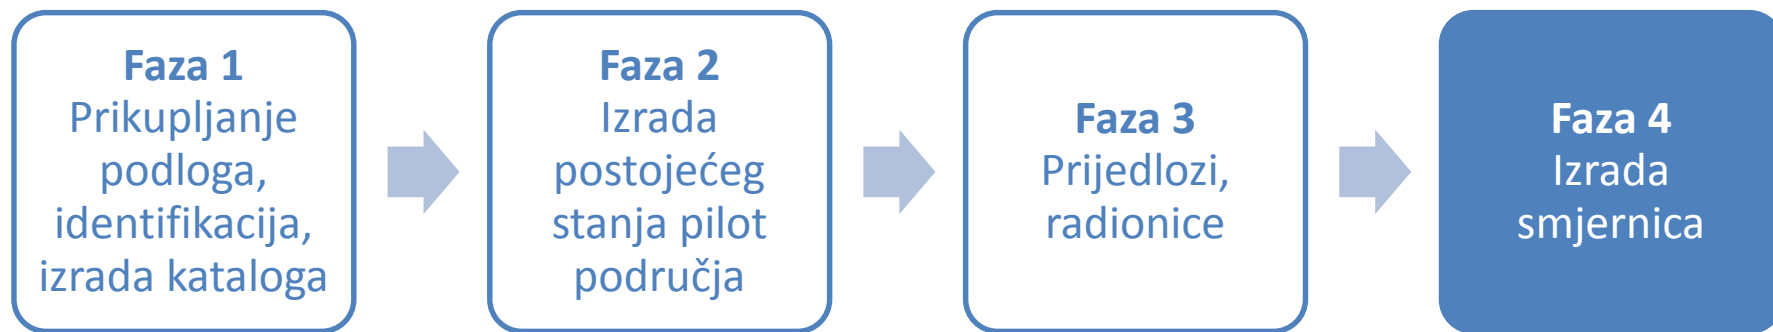 Faza 1
Prikupljanje
podloga,
identifikacija,
izrada kataloga
Faza 2
Izrada
postojećeg
stanja pilot
područja
Faza 3
Prijedlozi,
radionice
Faza 4
Izrada
smjernica